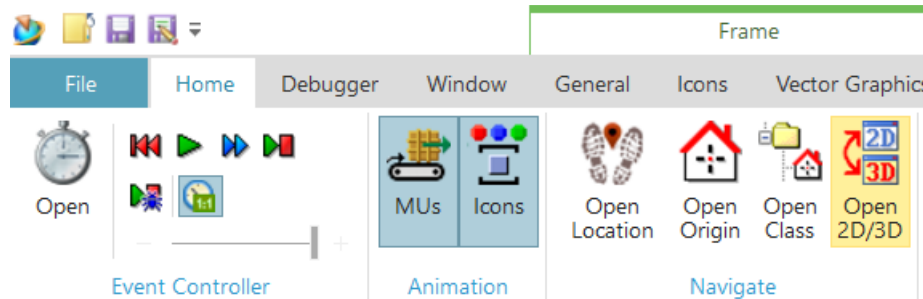 Frame
File
Home
Debugger
Window
General
Icons
Vector Graphics
1:1
2D
3D
Open
MUs
Icons
Open
Location
Open
Origin
Open
Class
Open
2D/3D
Event Controller
Animation
Navigate